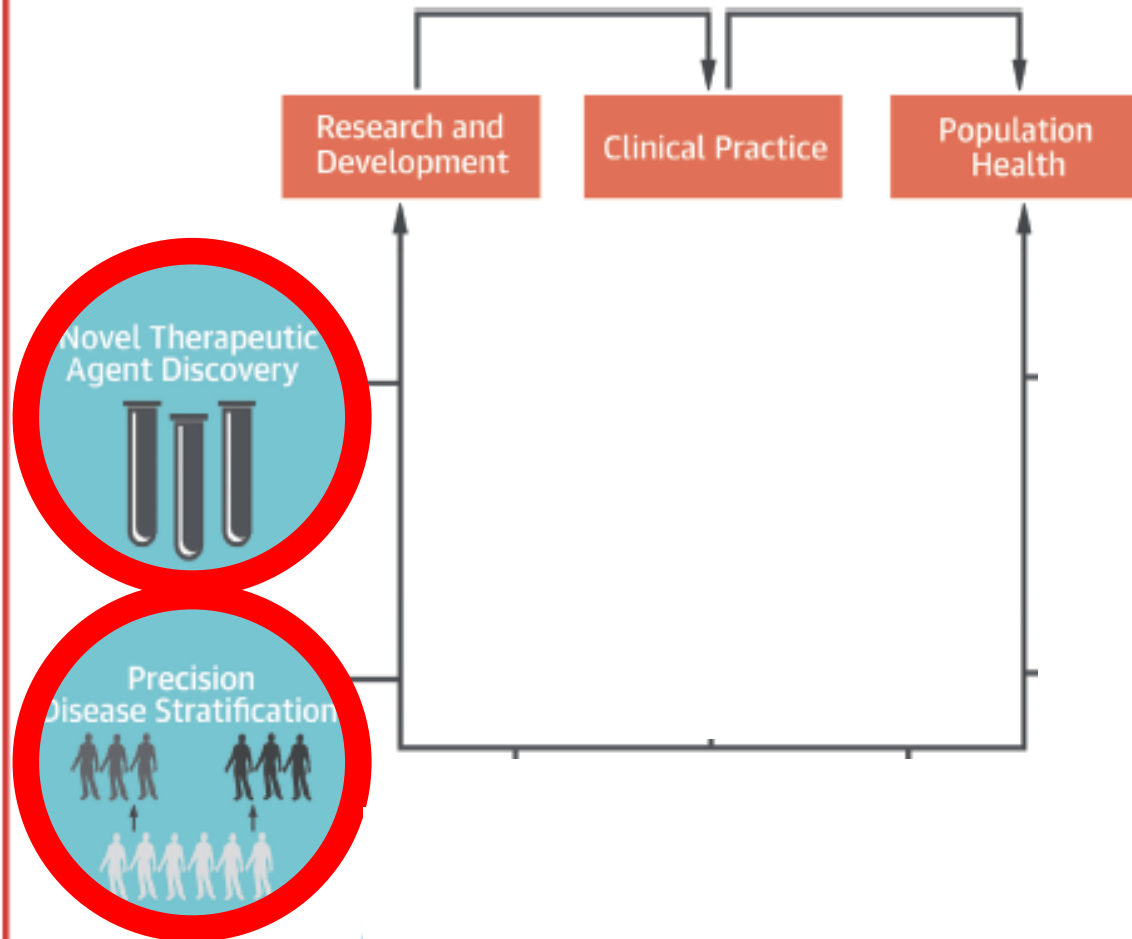 Research and
Development
Clinical Practice
Population
Health
Novel Therapeutic
Agent Discovery
Precision
Disease Stratification